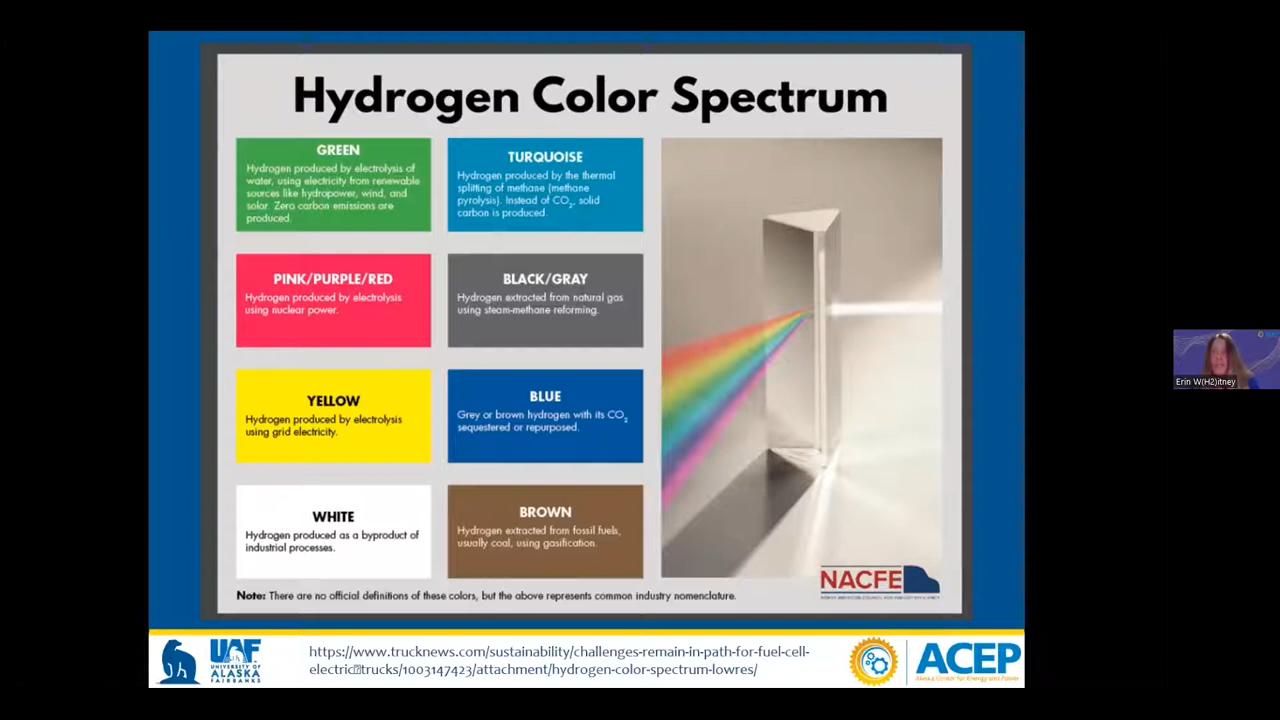 Hydrogen Color Spectrum
GREEN
Hydrogen produced by electrolysis of
water, using electricity from renewable
sources like hydropower, wind, and
solar. Zero carbon emissions are
produced.
TURQUOISE
Hydrogen produced by the thermal
splitting of methane (methane
pyrolysis). Instead of CO2, solid
carbon is produced.
PINK/PURPLE/RED
Hydrogen produced by electrolysis
using nuclear power.
BLACK/GRAY
Hydrogen extracted from natural gas
using steam-methane reforming.
YELLOW
Hydrogen produced by electrolysis
using grid electricity.
BLUE
Grey or brown hydrogen with its CO2
sequestered or repurposed.
WHITE
Hydrogen produced as a byproduct of
industrial processes.
BROWN
Hydrogen extracted from fossil fuels,
usually coal, using gasification.
NACFE
Note: There are no official definitions of these colors, but the above represents common industry nomenclature.
UAF
UNIVERSITY OF
ALASKA
FAIRBANKS
https://www.trucknews.com/sustainability/challenges-remain-in-path-for-fuel-cell-
electric⍰trucks/1003147423/attachment/hydrogen-color-spectrum-lowres/
ACEP
Alaska Center for Energy and Power
Erin W(H2)itney